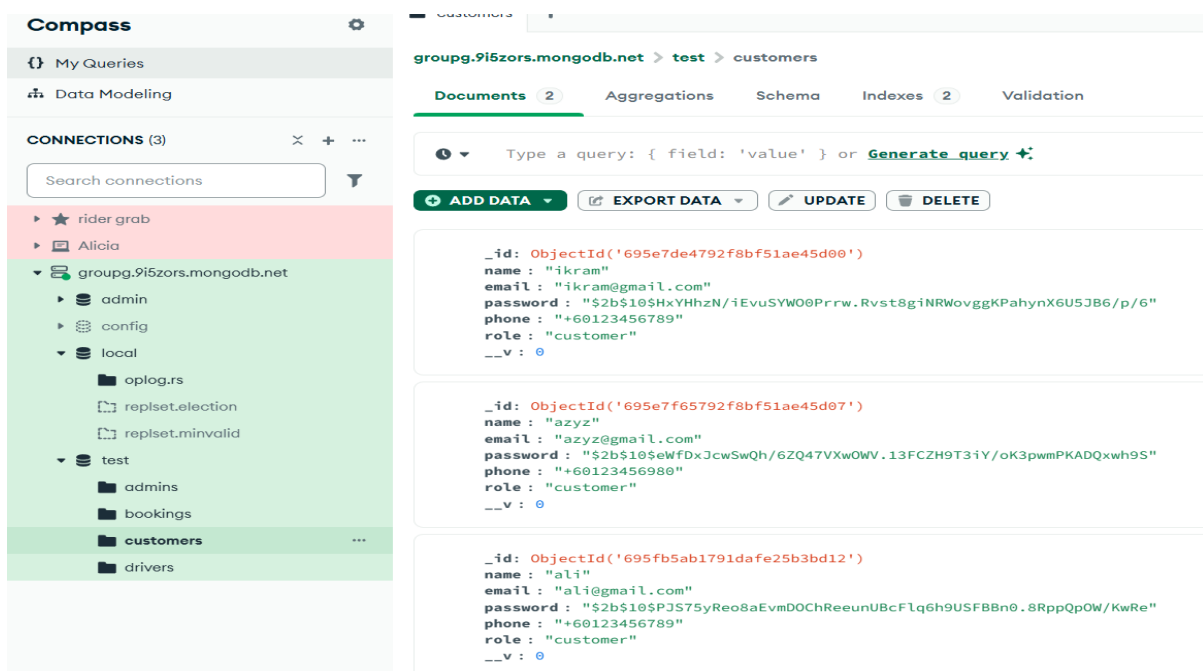 Compass
My Queries
Data Modeling
CONNECTIONS (3)
Search connections
rider grab
Alicia
groupg.9i5zors.mongodb.net
admin
config
local
oplog.rs
replset.election
replset.minvalid
test
admins
bookings
customers
drivers
Customers +
groupg.9i5zors.mongodb.net > test > customers
Documents 2 Aggregations Schema Indexes 2 Validation
Type a query: { field: 'value' } or Generate query
ADD DATA EXPORT DATA UPDATE DELETE
_id: ObjectId('695e7de4792f8bf51ae45d00')
name : "ikram"
email : "ikram@gmail.com"
password : "$2b$10$HxYHhzN/iEvuSYWO0Prrw.Rvst8giNRWovggKPahynX6U5JB6/p/6"
phone : "+60123456789"
role : "customer"
__v : 0
_id: ObjectId('695e7f65792f8bf51ae45d07')
name : "azyz"
email : "azyz@gmail.com"
password : "$2b$10$eWfDxJcwSwQh/6ZQ47VXwOWV.13FCZH9T3iY/oK3pwmPKADQxwh9S"
phone : "+60123456980"
role : "customer"
__v : 0
_id: ObjectId('695fb5ab1791dafe25b3bd12')
name : "ali"
email : "ali@gmail.com"
password : "$2b$10$PJS75yReo8aEvmDOChReeunUBcFlq6h9USFBBn0.8RppQpOW/KwRe"
phone : "+60123456789"
role : "customer"
__v : 0